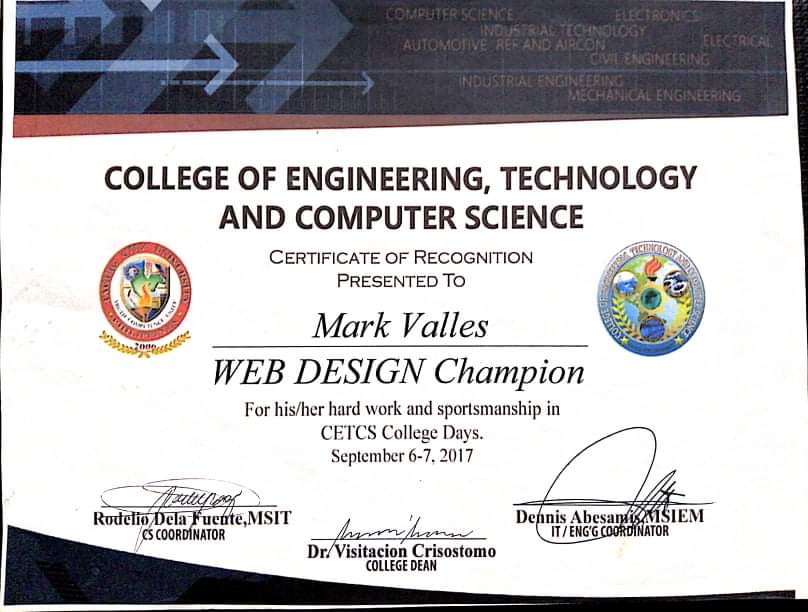 COMPUTER SCIENCE ELECTRONICS
INDUSTRIAL TECHNOLOGY
AUTOMOTIVE REF AND AIRCON ELECTRICAL
CIVIL ENGINEERING
INDUSTRIAL ENGINEERING
MECHANICAL ENGINEERING
COLLEGE OF ENGINEERING, TECHNOLOGY
AND COMPUTER SCIENCE
CERTIFICATE OF RECOGNITION
PRESENTED TO
2006
Mark Valles
WEB DESIGN Champion
For his/her hard work and sportsmanship in
CETCS College Days.
September 6-7, 2017
Rodelio Dela Fuente,MSIT
CS COORDINATOR
Dr. Visitacion Crisostomo
COLLEGE DEAN
Dennis Abesamis,MSIEM
IT / ENG'G COORDINATOR